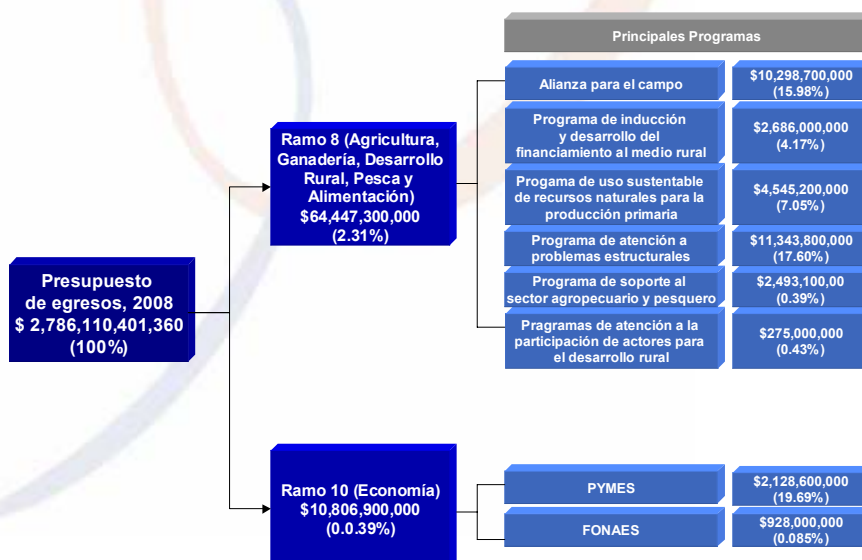 Principales Programas
Alianza para el campo
$10,298,700,000
(15.98%)
Programa de inducción
y desarrollo del
financiamiento al medio rural
$2,686,000,000
(4.17%)
Progama de uso sustentable
de recursos naturales para la
producción primaria
$4,545,200,000
(7.05%)
Programa de atención a
problemas estructurales
$11,343,800,000
(17.60%)
Programa de soporte al
sector agropecuario y pesquero
$2,493,100,00
(0.39%)
Pragramas de atención a la
participación de actores para
el desarrollo rural
$275,000,000
(0.43%)
Ramo 8 (Agricultura,
Ganadería, Desarrollo
Rural, Pesca y
Alimentación)
$64,447,300,000
(2.31%)
Presupuesto
de egresos, 2008
$ 2,786,110,401,360
(100%)
Ramo 10 (Economía)
$10,806,900,000
(0.0.39%)
PYMES
$2,128,600,000
(19.69%)
FONAES
$928,000,000
(0.085%)